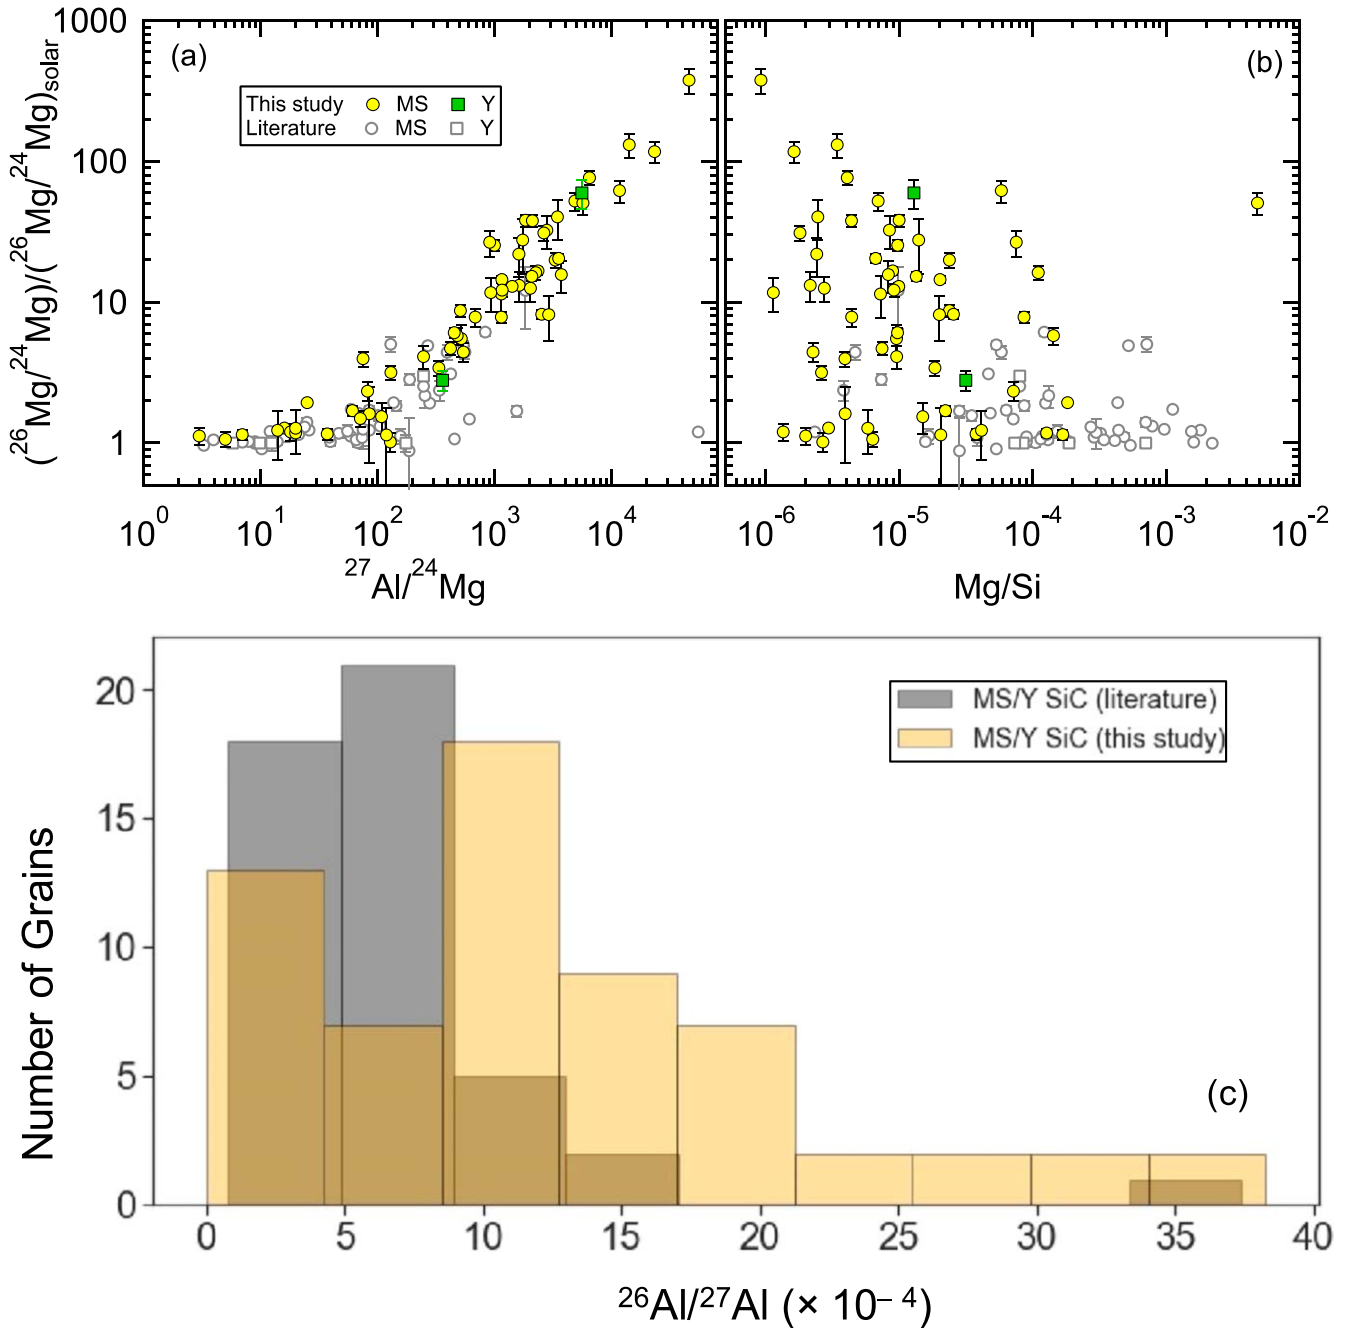 (a)
(b)
This study MS Y
Literature MS Y
(²⁶Mg/²⁴Mg)/(²⁶Mg/²⁴Mg)solar
1000
100
10
1
10⁰ 10¹ 10² 10³ 10⁴
10⁻⁶ 10⁻⁵ 10⁻⁴ 10⁻³ 10⁻²
²⁷Al/²⁴Mg
Mg/Si
MS/Y SiC (literature)
MS/Y SiC (this study)
(c)
Number of Grains
20
15
10
5
0
0 5 10 15 20 25 30 35 40
²⁶Al/²⁷Al (× 10⁻ ⁴)